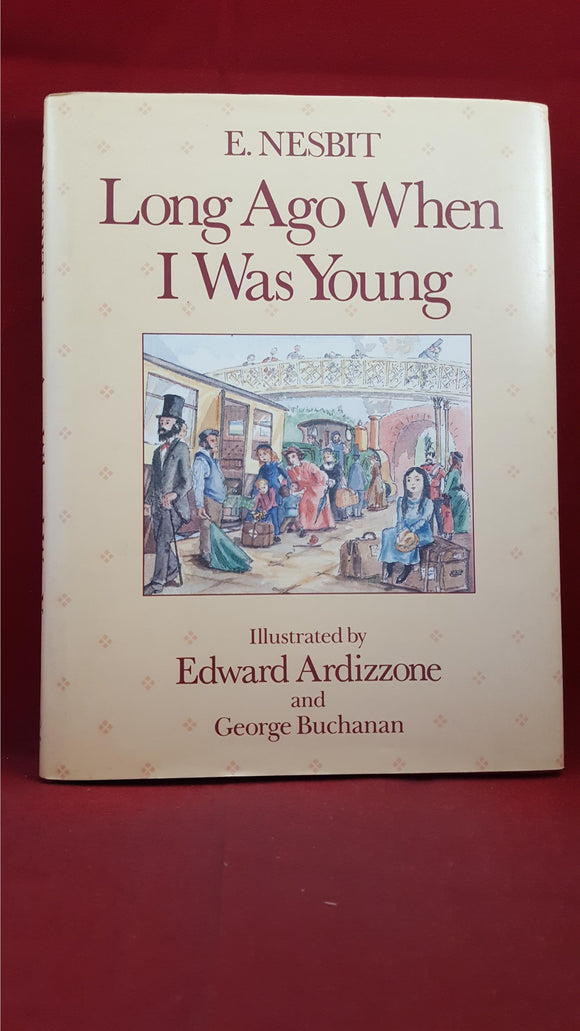 E. NESBIT
Long Ago When
I Was Young
Illustrated by
Edward Ardizzone
and
George Buchanan